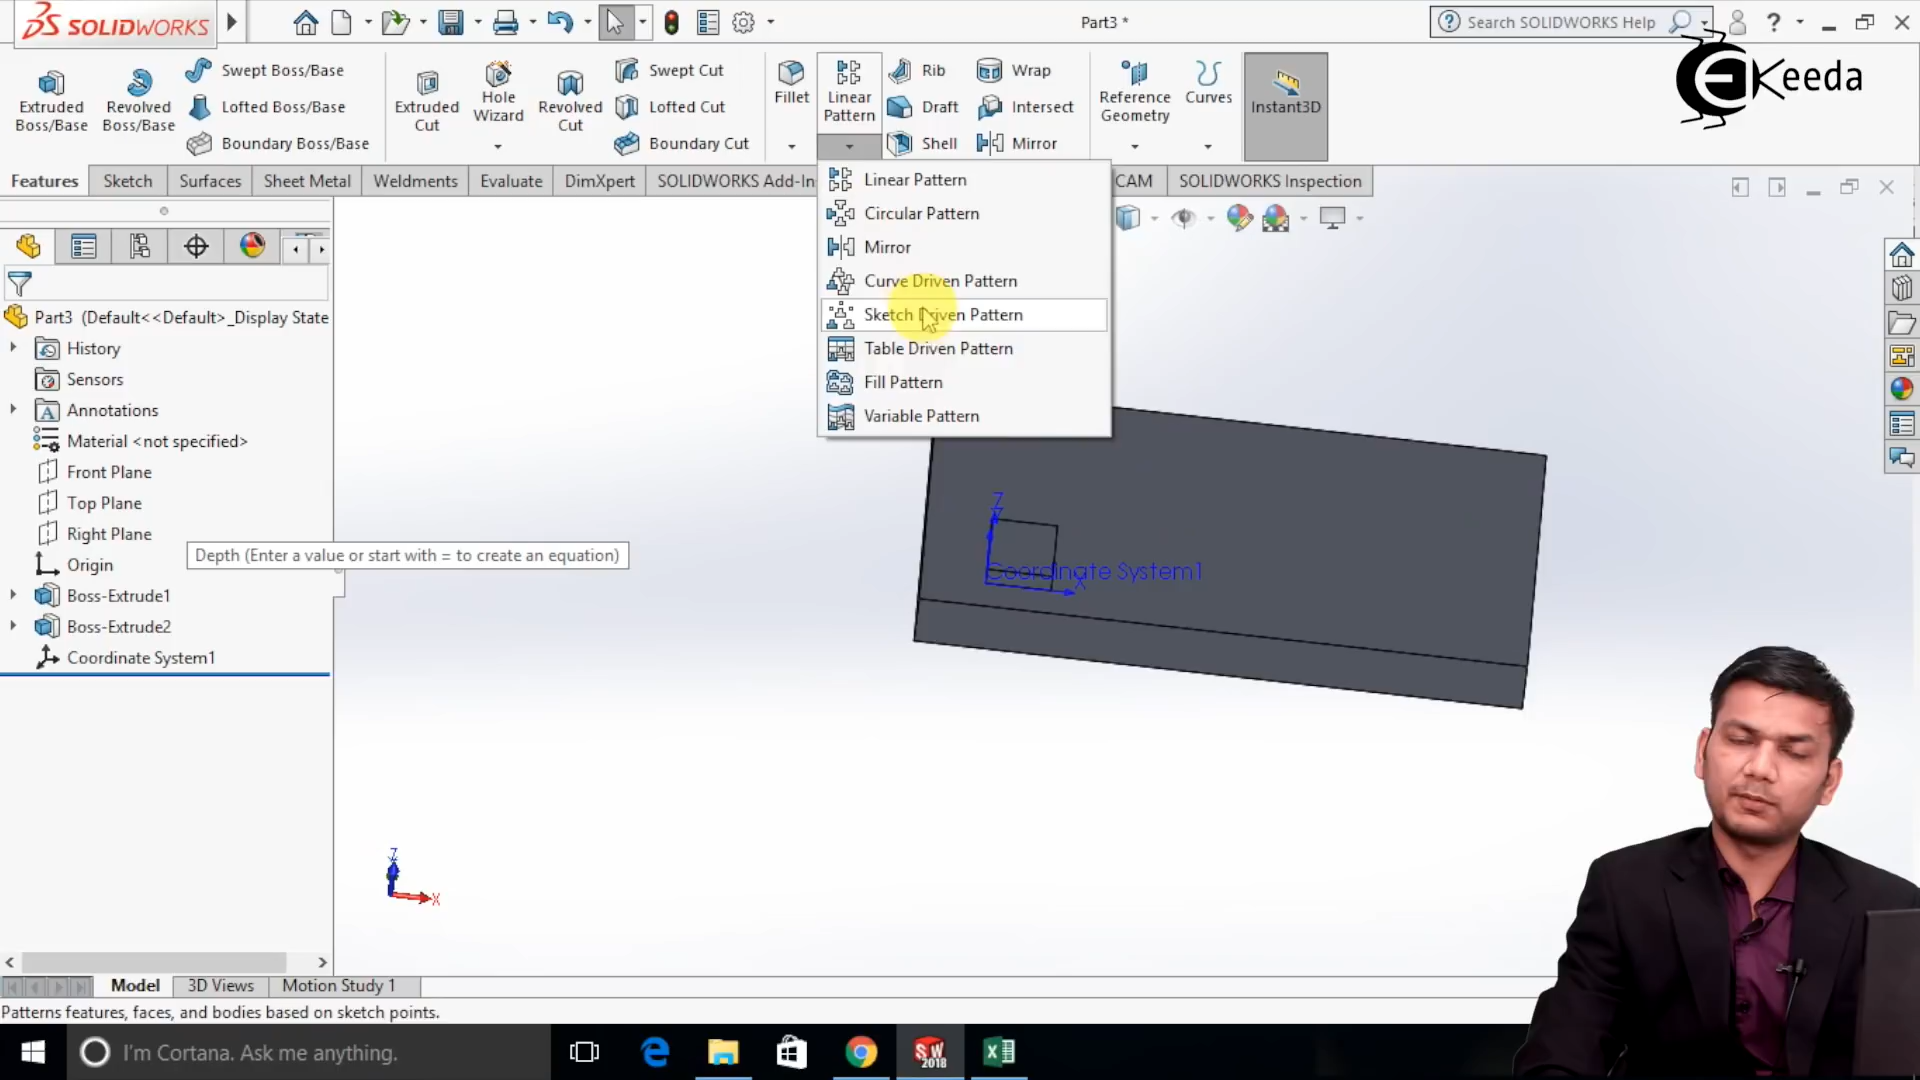 SOLIDWORKS
Part3 *
Search SOLIDWORKS Help
?
Ekeeda
Extruded Boss/Base
Revolved Boss/Base
Swept Boss/Base
Lofted Boss/Base
Boundary Boss/Base
Extruded Cut
Hole Wizard
Revolved Cut
Swept Cut
Lofted Cut
Boundary Cut
Fillet
Linear Pattern
Rib
Draft
Shell
Wrap
Intersect
Mirror
Reference Geometry
Curves
Instant3D
Features
Sketch
Surfaces
Sheet Metal
Weldments
Evaluate
DimXpert
SOLIDWORKS Add-In
CAM
SOLIDWORKS Inspection
Linear Pattern
Circular Pattern
Mirror
Curve Driven Pattern
Sketch Driven Pattern
Table Driven Pattern
Fill Pattern
Variable Pattern
Part3 (Default<<Default>_Display State
History
Sensors
Annotations
Material <not specified>
Front Plane
Top Plane
Right Plane
Origin
Boss-Extrude1
Boss-Extrude2
Coordinate System1
Depth (Enter a value or start with = to create an equation)
Z
Coordinate System1
X
Z
X
Model
3D Views
Motion Study 1
Patterns features, faces, and bodies based on sketch points.
I'm Cortana. Ask me anything.
SW
2018